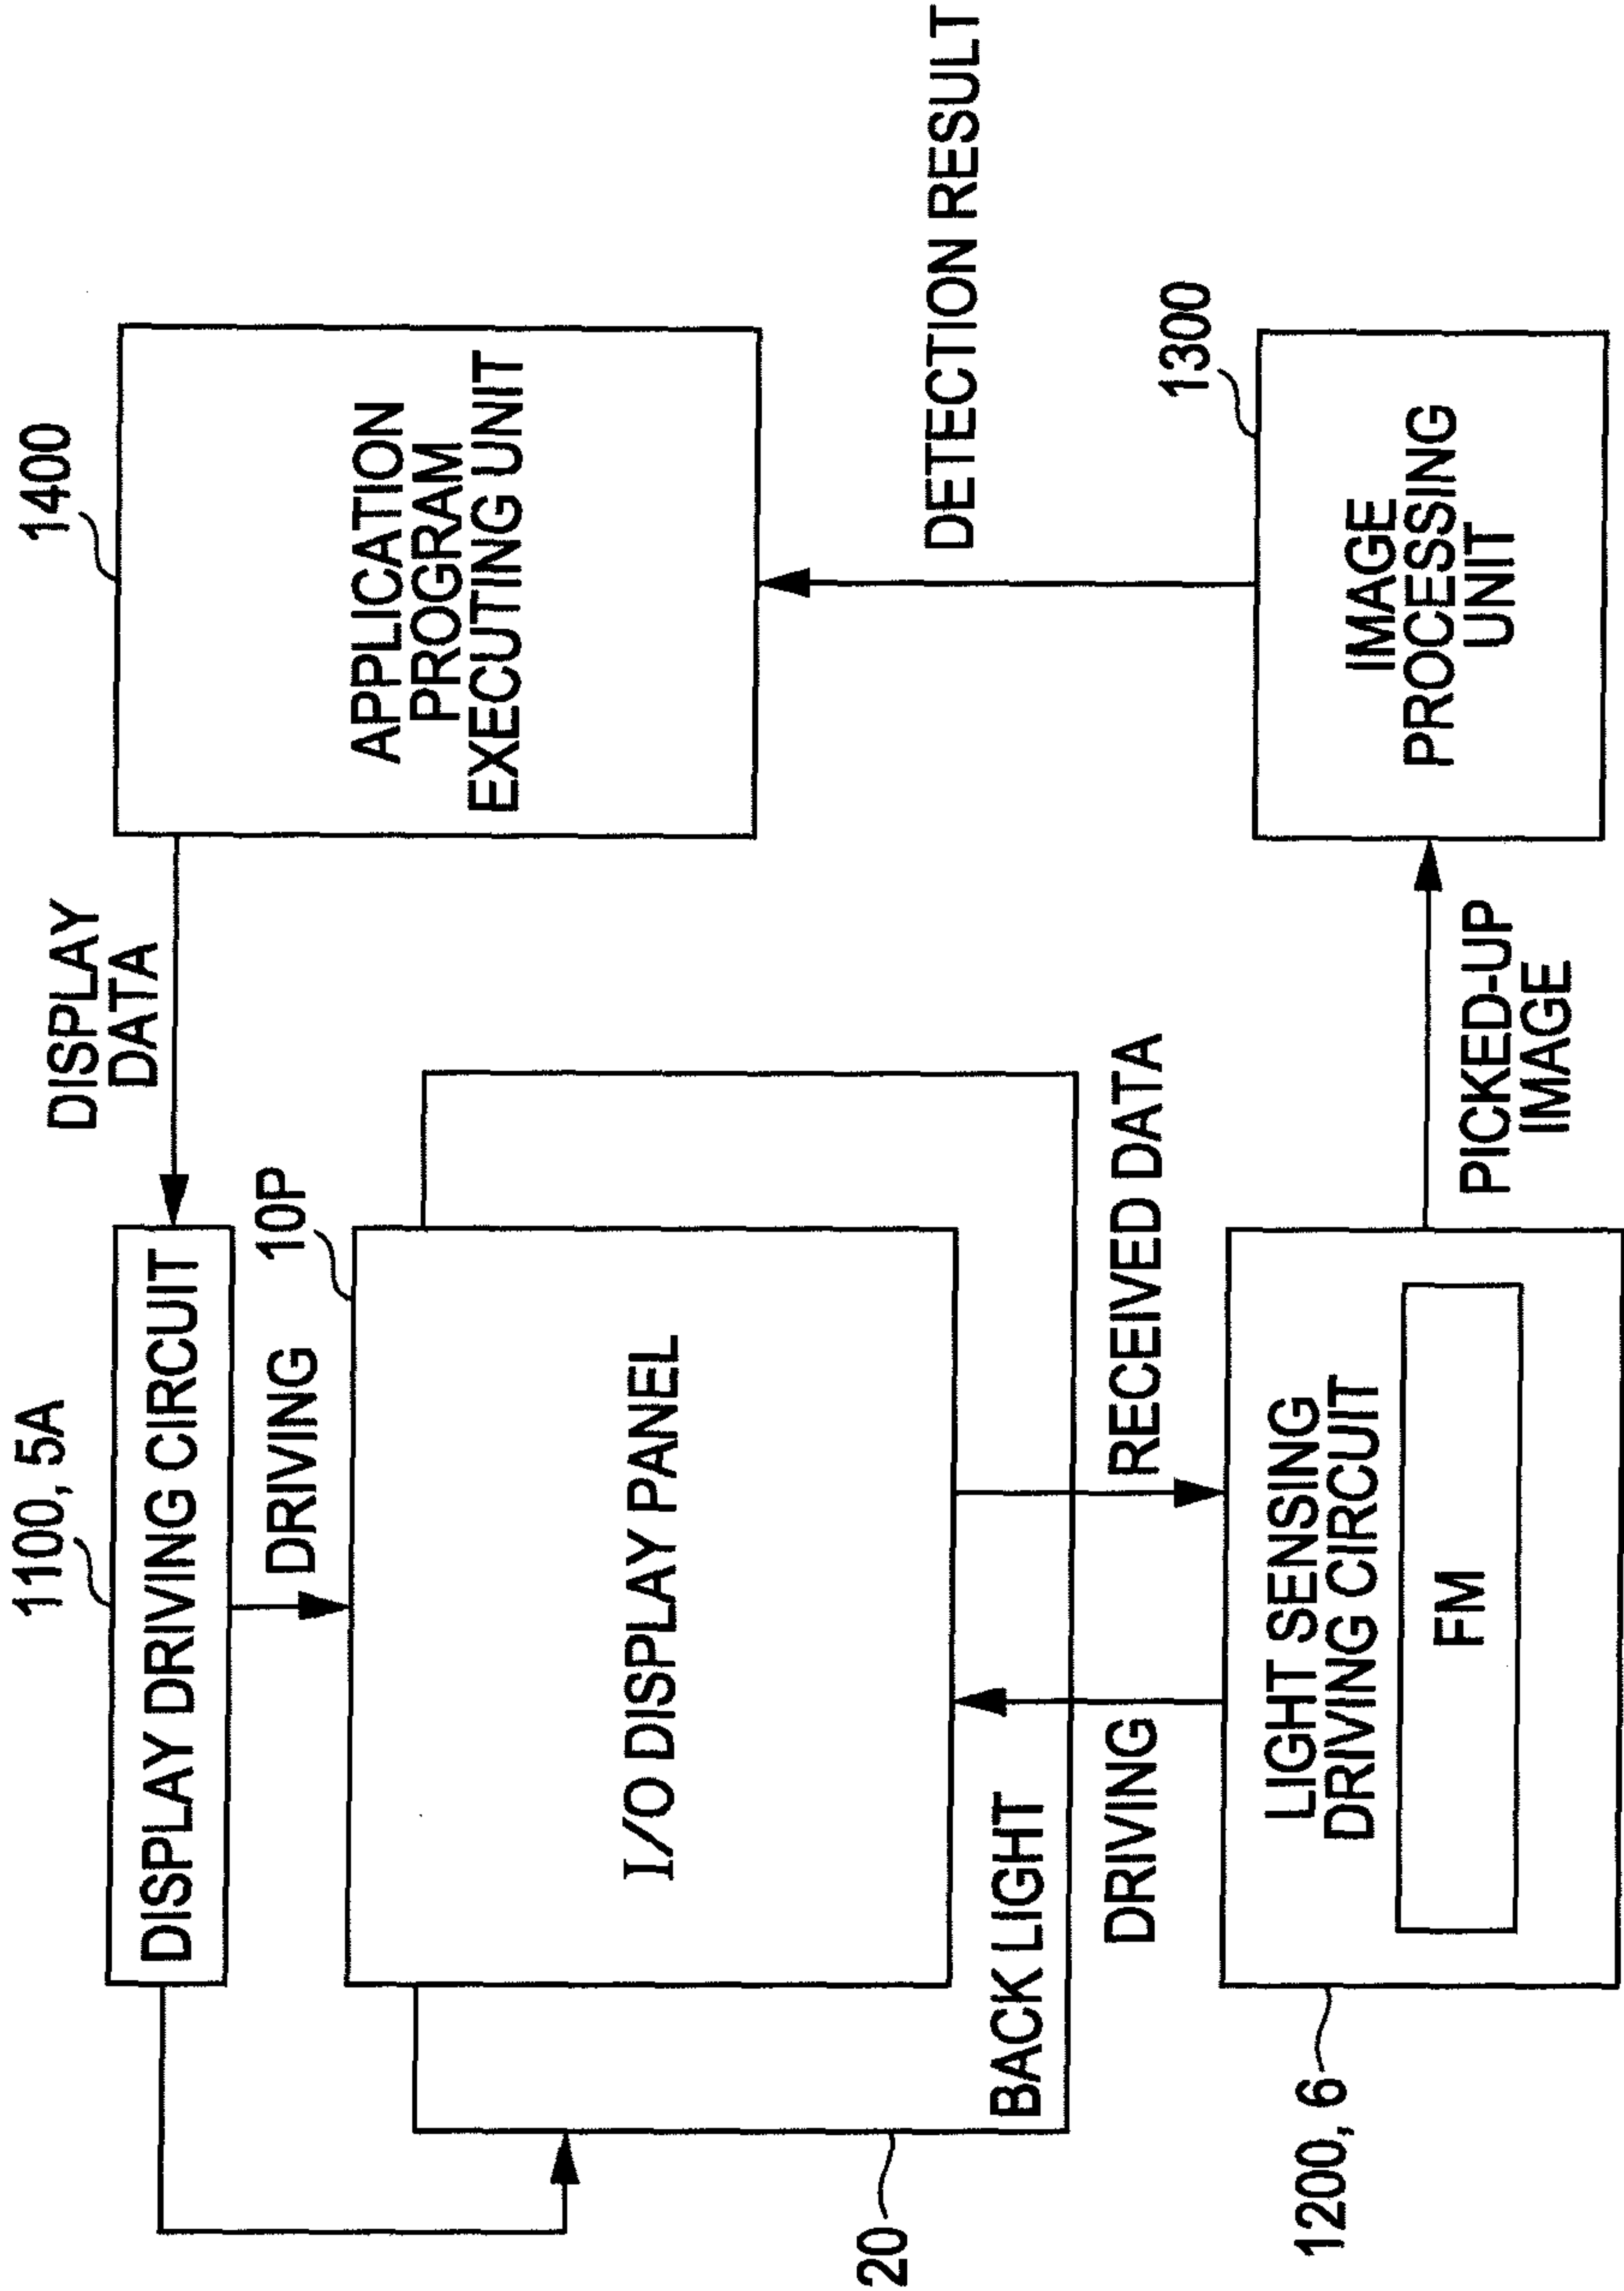 1100, 5A
DISPLAY DRIVING CIRCUIT
DISPLAY
DATA
1400
APPLICATION
PROGRAM
EXECUTING UNIT
DRIVING
10P
I/O DISPLAY PANEL
20
BACK LIGHT
DRIVING
RECEIVED DATA
DETECTION RESULT
1200, 6
LIGHT SENSING
DRIVING CIRCUIT
FM
PICKED-UP
IMAGE
1300
IMAGE
PROCESSING
UNIT